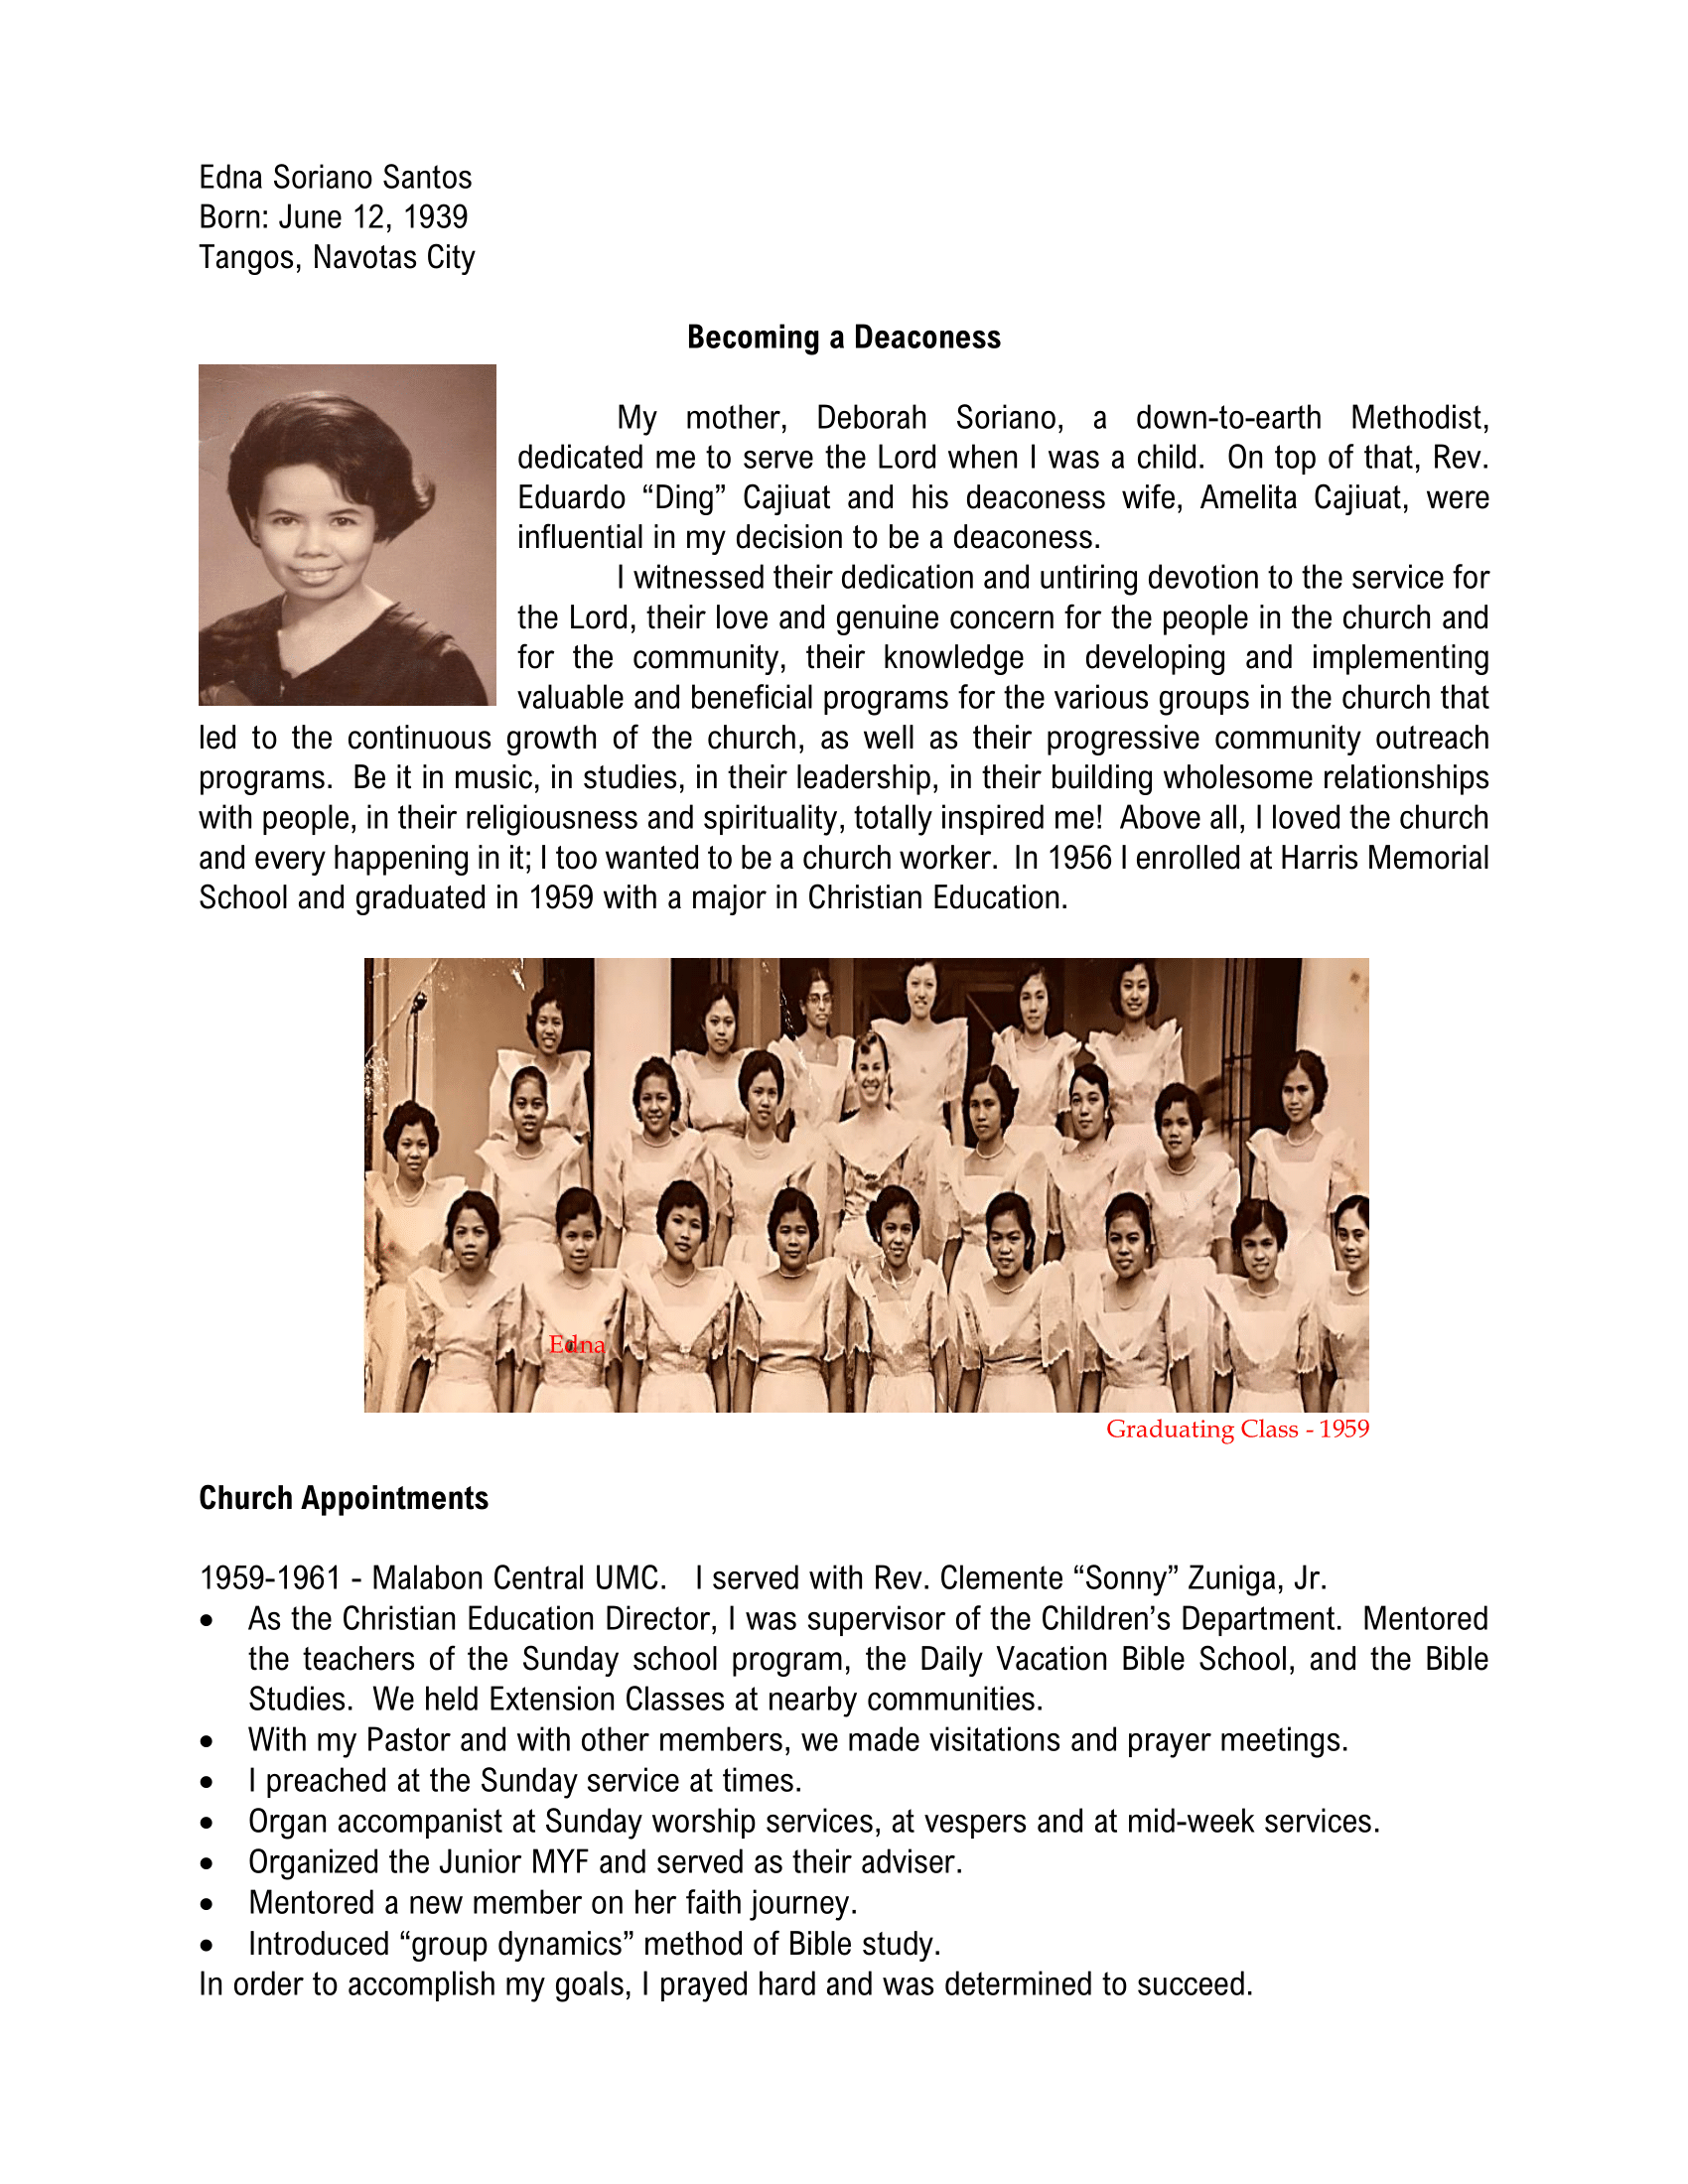 Edna Soriano Santos
Born: June 12, 1939
Tangos, Navotas City
Becoming a Deaconess
My mother, Deborah Soriano, a down-to-earth Methodist,
dedicated me to serve the Lord when I was a child. On top of that, Rev.
Eduardo “Ding” Cajiuat and his deaconess wife, Amelita Cajiuat, were
influential in my decision to be a deaconess.
I witnessed their dedication and untiring devotion to the service for
the Lord, their love and genuine concern for the people in the church and
for the community, their knowledge in developing and implementing
valuable and beneficial programs for the various groups in the church that
led to the continuous growth of the church, as well as their progressive community outreach
programs. Be it in music, in studies, in their leadership, in their building wholesome relationships
with people, in their religiousness and spirituality, totally inspired me! Above all, I loved the church
and every happening in it; I too wanted to be a church worker. In 1956 I enrolled at Harris Memorial
School and graduated in 1959 with a major in Christian Education.
Edna
Graduating Class - 1959
Church Appointments
1959-1961 - Malabon Central UMC. I served with Rev. Clemente “Sonny” Zuniga, Jr.
• As the Christian Education Director, I was supervisor of the Children’s Department. Mentored
the teachers of the Sunday school program, the Daily Vacation Bible School, and the Bible
Studies. We held Extension Classes at nearby communities.
• With my Pastor and with other members, we made visitations and prayer meetings.
• I preached at the Sunday service at times.
• Organ accompanist at Sunday worship services, at vespers and at mid-week services.
• Organized the Junior MYF and served as their adviser.
• Mentored a new member on her faith journey.
• Introduced “group dynamics” method of Bible study.
In order to accomplish my goals, I prayed hard and was determined to succeed.